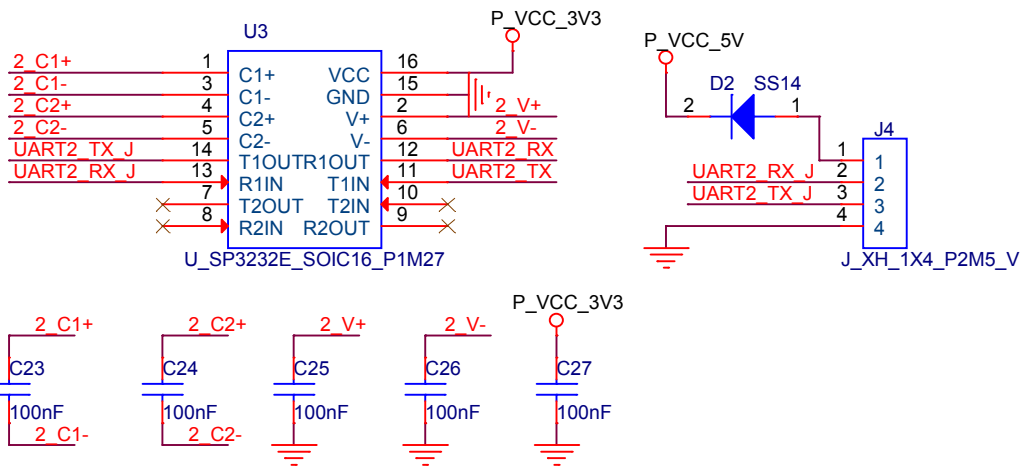 U3
P_VCC_3V3
2_C1+ 1 C1+ VCC 16
2_C1- 3 C1- GND 15
2_C2+ 4 C2+ V+ 2 2_V+
2_C2- 5 C2- V- 6 2_V-
UART2_TX_J 14 T1OUT R1OUT 12 UART2_RX
UART2_RX_J 13 R1IN T1IN 11 UART2_TX
7 T2OUT T2IN 10
8 R2IN R2OUT 9
U_SP3232E_SOIC16_P1M27
P_VCC_5V
D2 SS14
2 1
J4
1 1
UART2_RX_J 2 2
UART2_TX_J 3 3
4 4
J_XH_1X4_P2M5_V
2_C1+
C23
100nF
2_C1-
2_C2+
C24
100nF
2_C2-
2_V+
C25
100nF
2_V-
C26
100nF
P_VCC_3V3
C27
100nF